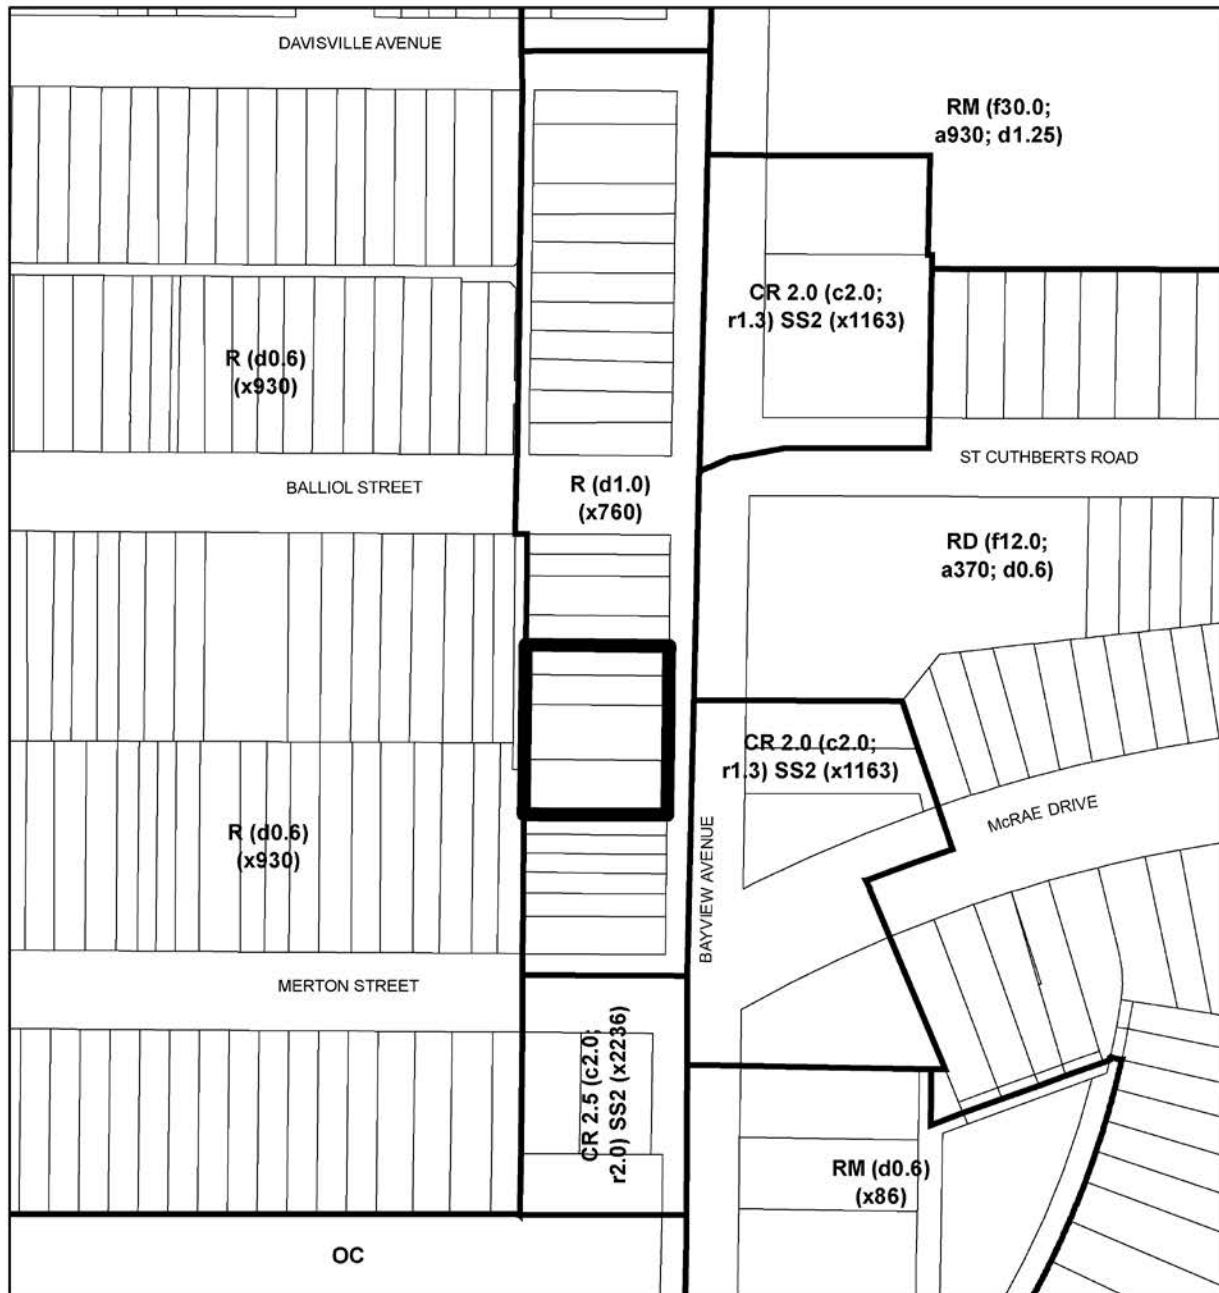 DAVISVILLE AVENUE
RM (f30.0;
a930; d1.25)
CR 2.0 (c2.0;
r1.3) SS2 (x1163)
R (d0.6)
(x930)
ST CUTHBERTS ROAD
BALLIOL STREET
R (d1.0)
(x760)
RD (f12.0;
a370; d0.6)
CR 2.0 (c2.0;
r1.3) SS2 (x1163)
McRAE DRIVE
R (d0.6)
(x930)
BAYVIEW AVENUE
MERTON STREET
CR 2.5 (c2.0;
r2.0) SS2 (x2236)
RM (d0.6)
(x86)
OC